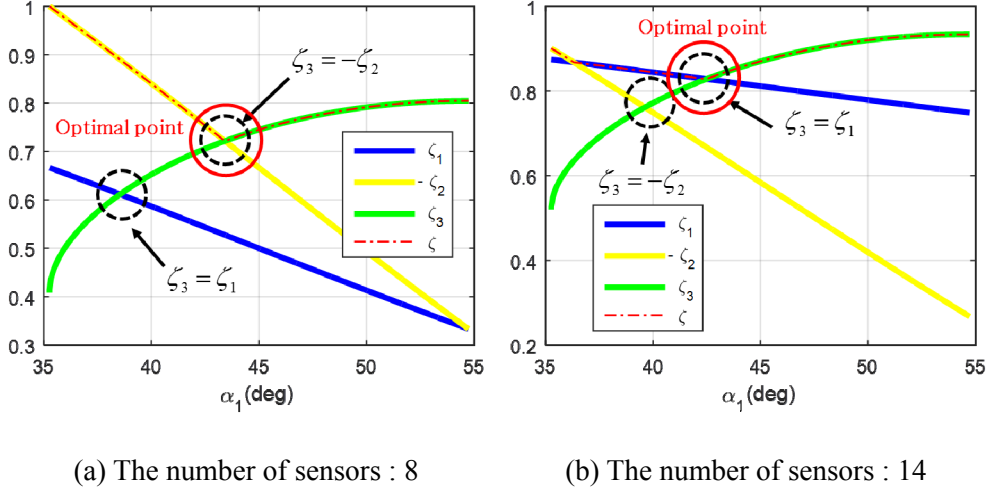 1
0.9
0.8
0.7
0.6
0.5
0.4
0.3
35
40
45
50
55
α₁(deg)
Optimal point
ζ₃ = −ζ₂
ζ₃ = ζ₁
ζ₁
- ζ₂
ζ₃
ζ
(a) The number of sensors : 8
1
0.8
0.6
0.4
0.2
35
40
45
50
55
α₁(deg)
Optimal point
ζ₃ = ζ₁
ζ₃ = −ζ₂
ζ₁
- ζ₂
ζ₃
ζ
(b) The number of sensors : 14